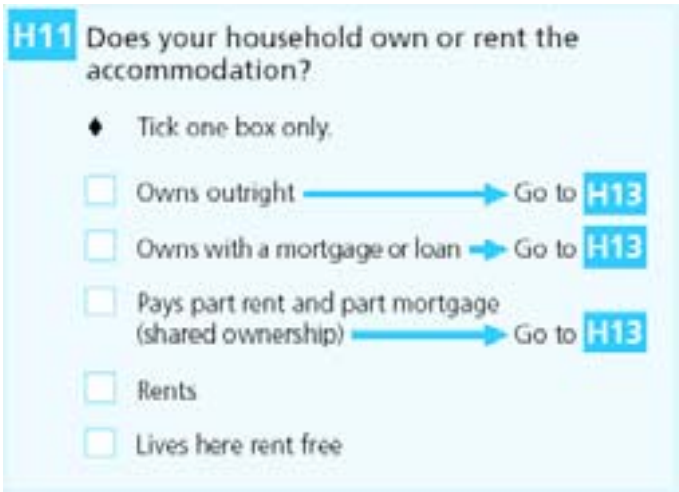 H11 Does your household own or rent the
accommodation?
♦ Tick one box only.
Owns outright Go to H13
Owns with a mortgage or loan Go to H13
Pays part rent and part mortgage
(shared ownership) Go to H13
Rents
Lives here rent free